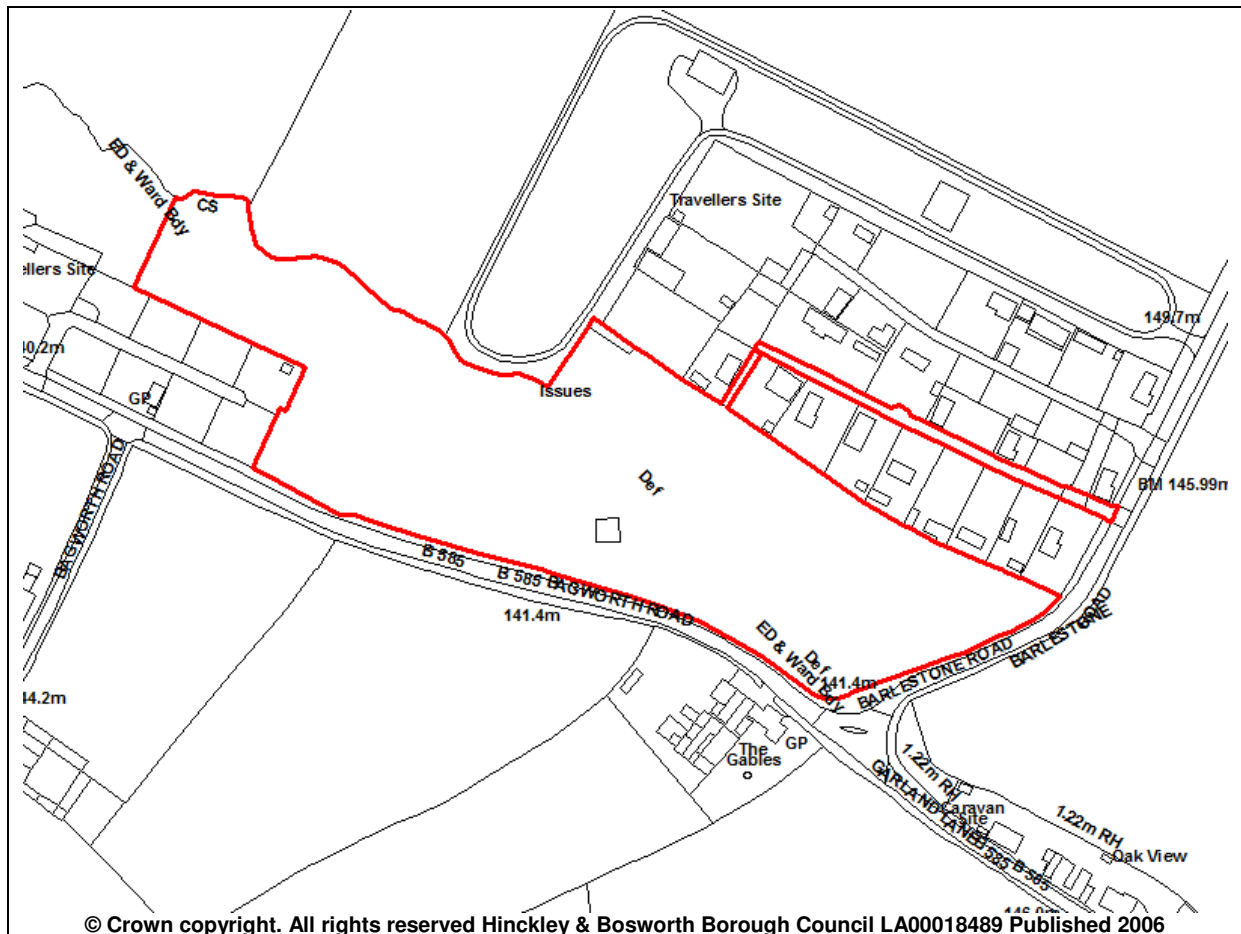 ED & Ward Bdy
CS
Travellers Site
ellers Site
149.7m
40.2m
GP
Issues
BM 145.99m
Def
BAGWORTH ROAD
B 585
B 585 BAGWORTH ROAD
141.4m
ED & Ward Bdy
Def
141.4m
BARLESTONE ROAD
BARLESTONE
ROAD
44.2m
The
Gables
GP
1.22m RH
GARLAND LANE
B 585
B 585
Caravan
Site
1.22m RH
Oak View
146.0m
© Crown copyright. All rights reserved Hinckley & Bosworth Borough Council LA00018489 Published 2006